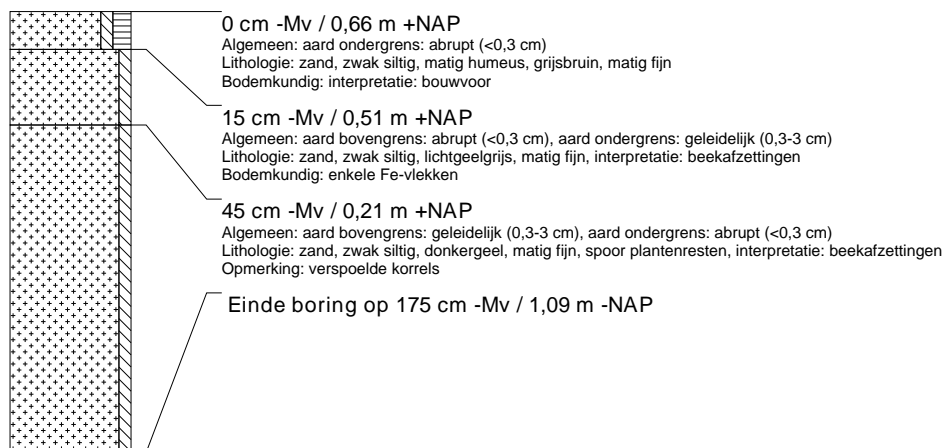 0 cm -Mv / 0,66 m +NAP
Algemeen: aard ondergrens: abrupt (<0,3 cm)
Lithologie: zand, zwak siltig, matig humeus, grijsbruin, matig fijn
Bodemkundig: interpretatie: bouwvoor
15 cm -Mv / 0,51 m +NAP
Algemeen: aard bovengrens: abrupt (<0,3 cm), aard ondergrens: geleidelijk (0,3-3 cm)
Lithologie: zand, zwak siltig, lichtgeelgrijs, matig fijn, interpretatie: beekafzettingen
Bodemkundig: enkele Fe-vlekken
45 cm -Mv / 0,21 m +NAP
Algemeen: aard bovengrens: geleidelijk (0,3-3 cm), aard ondergrens: abrupt (<0,3 cm)
Lithologie: zand, zwak siltig, donkergeel, matig fijn, spoor plantenresten, interpretatie: beekafzettingen
Opmerking: verspoelde korrels
Einde boring op 175 cm -Mv / 1,09 m -NAP